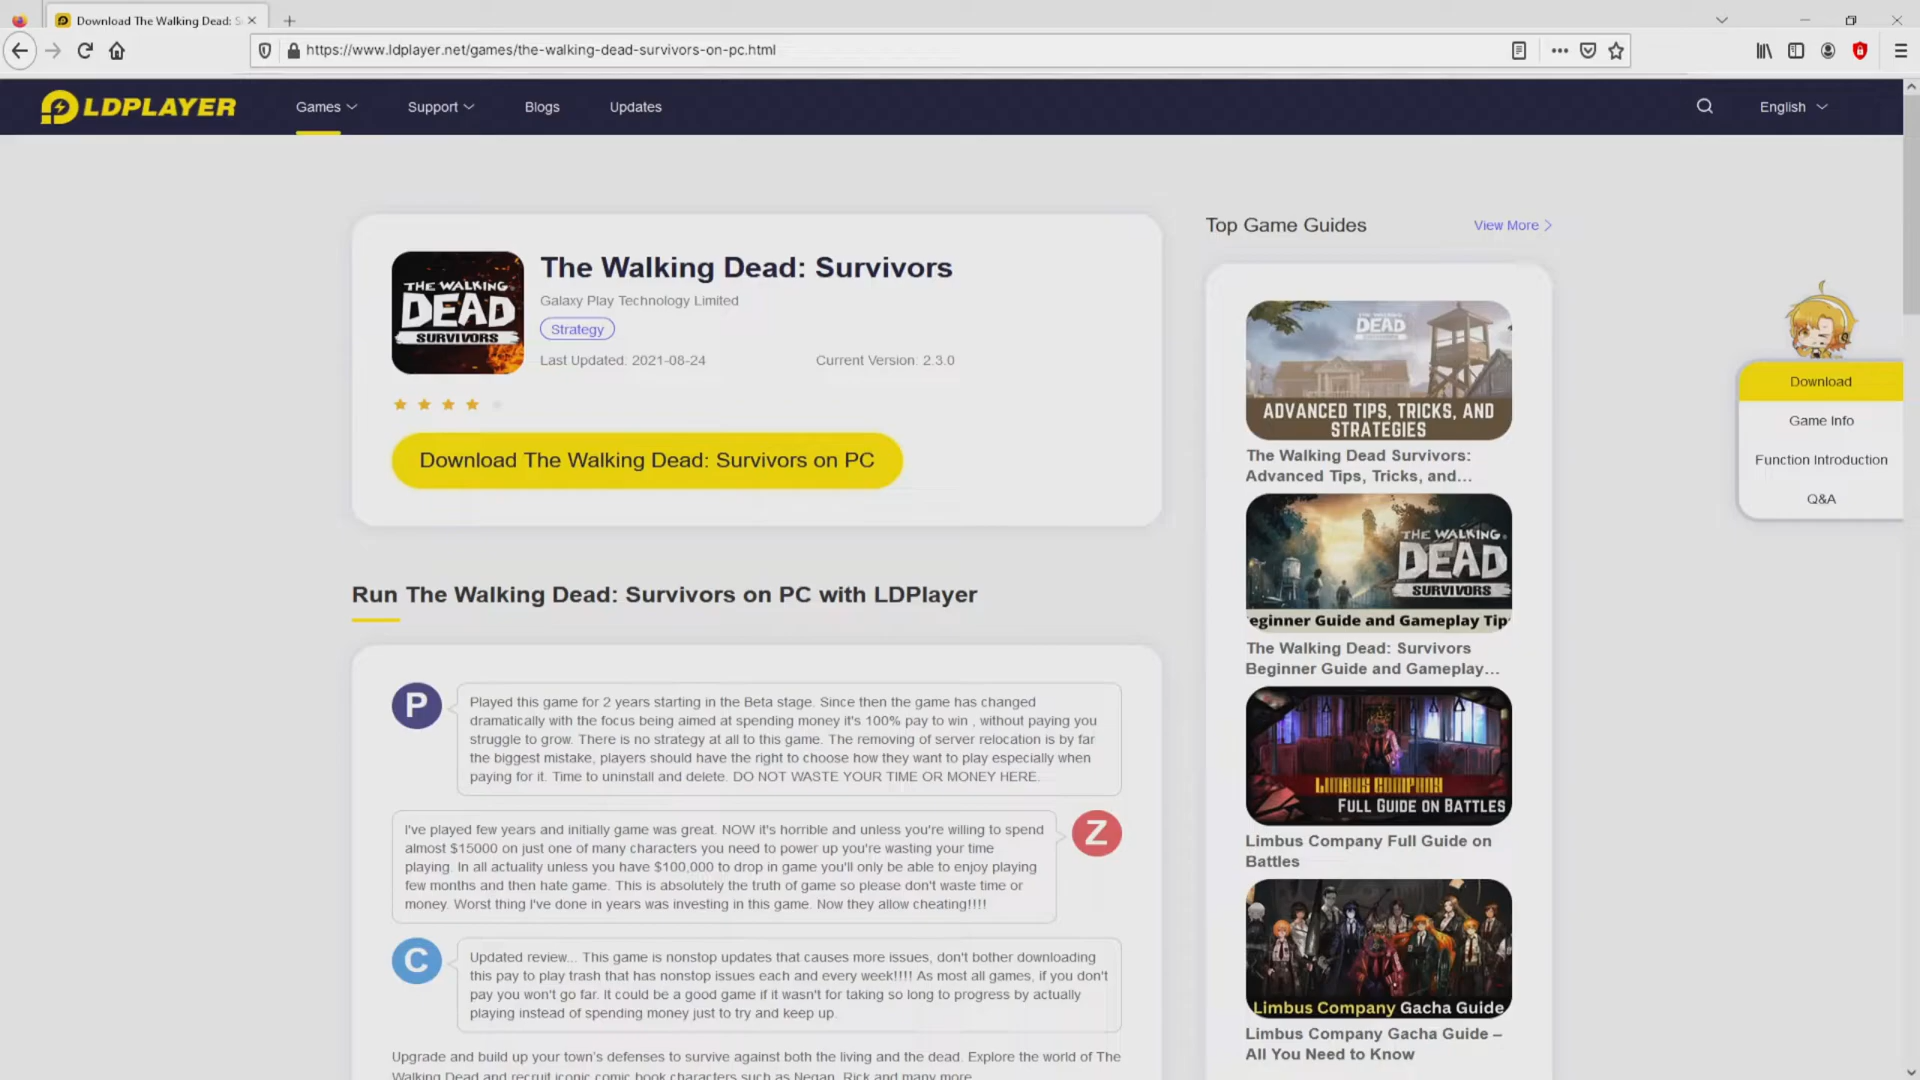 Download The Walking Dead: S
https://www.ldplayer.net/games/the-walking-dead-survivors-on-pc.html
LDPLAYER
Games
Support
Blogs
Updates
English
THE WALKING
DEAD
SURVIVORS
The Walking Dead: Survivors
Galaxy Play Technology Limited
Strategy
Last Updated: 2021-08-24
Current Version: 2.3.0
Download The Walking Dead: Survivors on PC
Run The Walking Dead: Survivors on PC with LDPlayer
P
Played this game for 2 years starting in the Beta stage. Since then the game has changed
dramatically with the focus being aimed at spending money it's 100% pay to win , without paying you
struggle to grow. There is no strategy at all to this game. The removing of server relocation is by far
the biggest mistake, players should have the right to choose how they want to play especially when
paying for it. Time to uninstall and delete. DO NOT WASTE YOUR TIME OR MONEY HERE.
I've played few years and initially game was great. NOW it's horrible and unless you're willing to spend
almost $15000 on just one of many characters you need to power up you're wasting your time
playing. In all actuality unless you have $100,000 to drop in game you'll only be able to enjoy playing
few months and then hate game. This is absolutely the truth of game so please don't waste time or
money. Worst thing I've done in years was investing in this game. Now they allow cheating!!!!
Z
C
Updated review... This game is nonstop updates that causes more issues, don't bother downloading
this pay to play trash that has nonstop issues each and every week!!!! As most all games, if you don't
pay you won't go far. It could be a good game if it wasn't for taking so long to progress by actually
playing instead of spending money just to try and keep up.
Upgrade and build up your town's defenses to survive against both the living and the dead. Explore the world of The
Walking Dead and recruit iconic comic book characters such as Negan, Rick and many more
Top Game Guides
View More
DEAD
ADVANCED TIPS, TRICKS, AND
STRATEGIES
The Walking Dead Survivors:
Advanced Tips, Tricks, and...
THE WALKING
DEAD
SURVIVORS
eginner Guide and Gameplay Tip
The Walking Dead: Survivors
Beginner Guide and Gameplay...
LIMBUS COMPANY
FULL GUIDE ON BATTLES
Limbus Company Full Guide on
Battles
Limbus Company Gacha Guide
Limbus Company Gacha Guide –
All You Need to Know
Download
Game Info
Function Introduction
Q&A